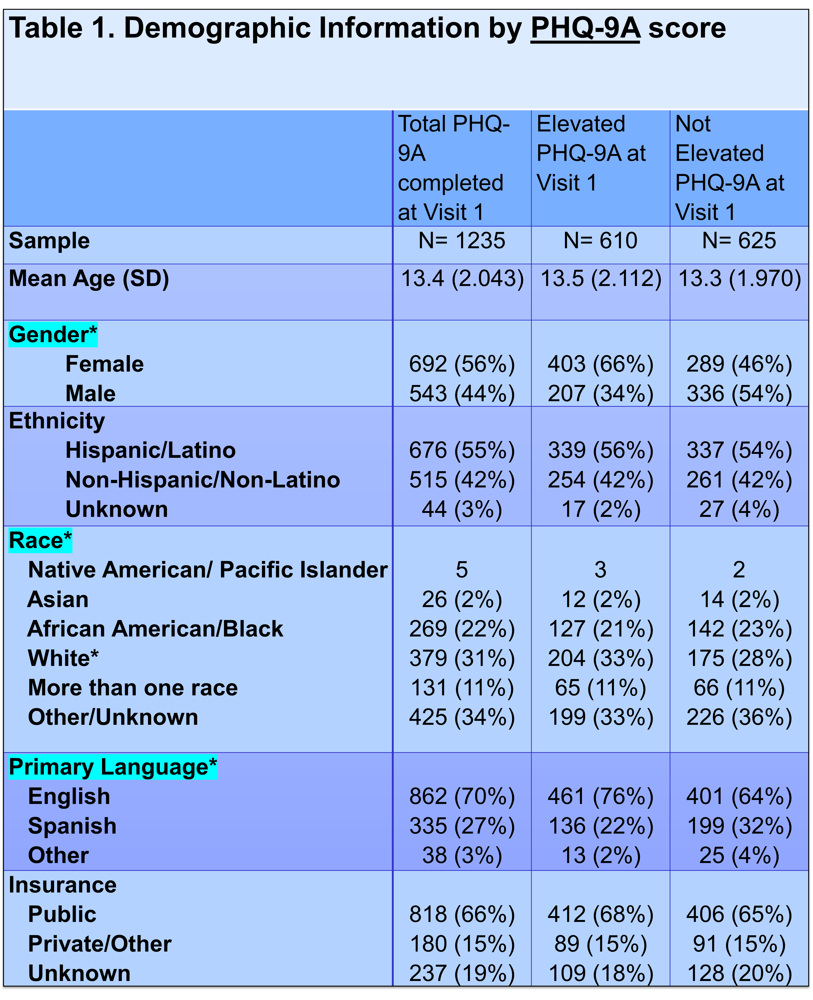 Table 1. Demographic Information by PHQ-9A score
Total PHQ-9A completed at Visit 1 Elevated PHQ-9A at Visit 1 Not Elevated PHQ-9A at Visit 1
Sample N= 1235 N= 610 N= 625
Mean Age (SD) 13.4 (2.043) 13.5 (2.112) 13.3 (1.970)
Gender*
Female 692 (56%) 403 (66%) 289 (46%)
Male 543 (44%) 207 (34%) 336 (54%)
Ethnicity
Hispanic/Latino 676 (55%) 339 (56%) 337 (54%)
Non-Hispanic/Non-Latino 515 (42%) 254 (42%) 261 (42%)
Unknown 44 (3%) 17 (2%) 27 (4%)
Race*
Native American/ Pacific Islander 5 3 2
Asian 26 (2%) 12 (2%) 14 (2%)
African American/Black 269 (22%) 127 (21%) 142 (23%)
White* 379 (31%) 204 (33%) 175 (28%)
More than one race 131 (11%) 65 (11%) 66 (11%)
Other/Unknown 425 (34%) 199 (33%) 226 (36%)
Primary Language*
English 862 (70%) 461 (76%) 401 (64%)
Spanish 335 (27%) 136 (22%) 199 (32%)
Other 38 (3%) 13 (2%) 25 (4%)
Insurance
Public 818 (66%) 412 (68%) 406 (65%)
Private/Other 180 (15%) 89 (15%) 91 (15%)
Unknown 237 (19%) 109 (18%) 128 (20%)